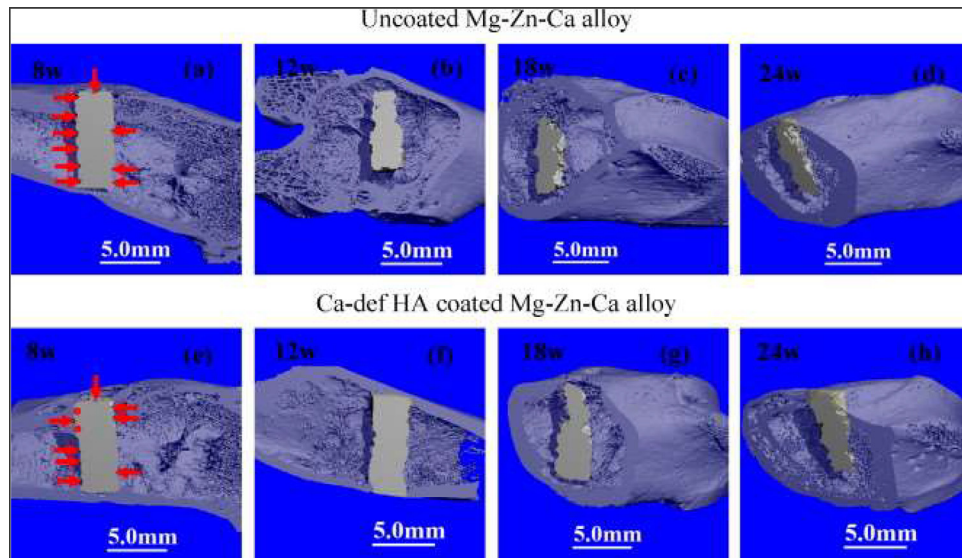 Uncoated Mg-Zn-Ca alloy
8w (a) 12w (b) 18w (c) 24w (d)
5.0mm 5.0mm 5.0mm 5.0mm
Ca-def HA coated Mg-Zn-Ca alloy
8w (e) 12w (f) 18w (g) 24w (h)
5.0mm 5.0mm 5.0mm 5.0mm